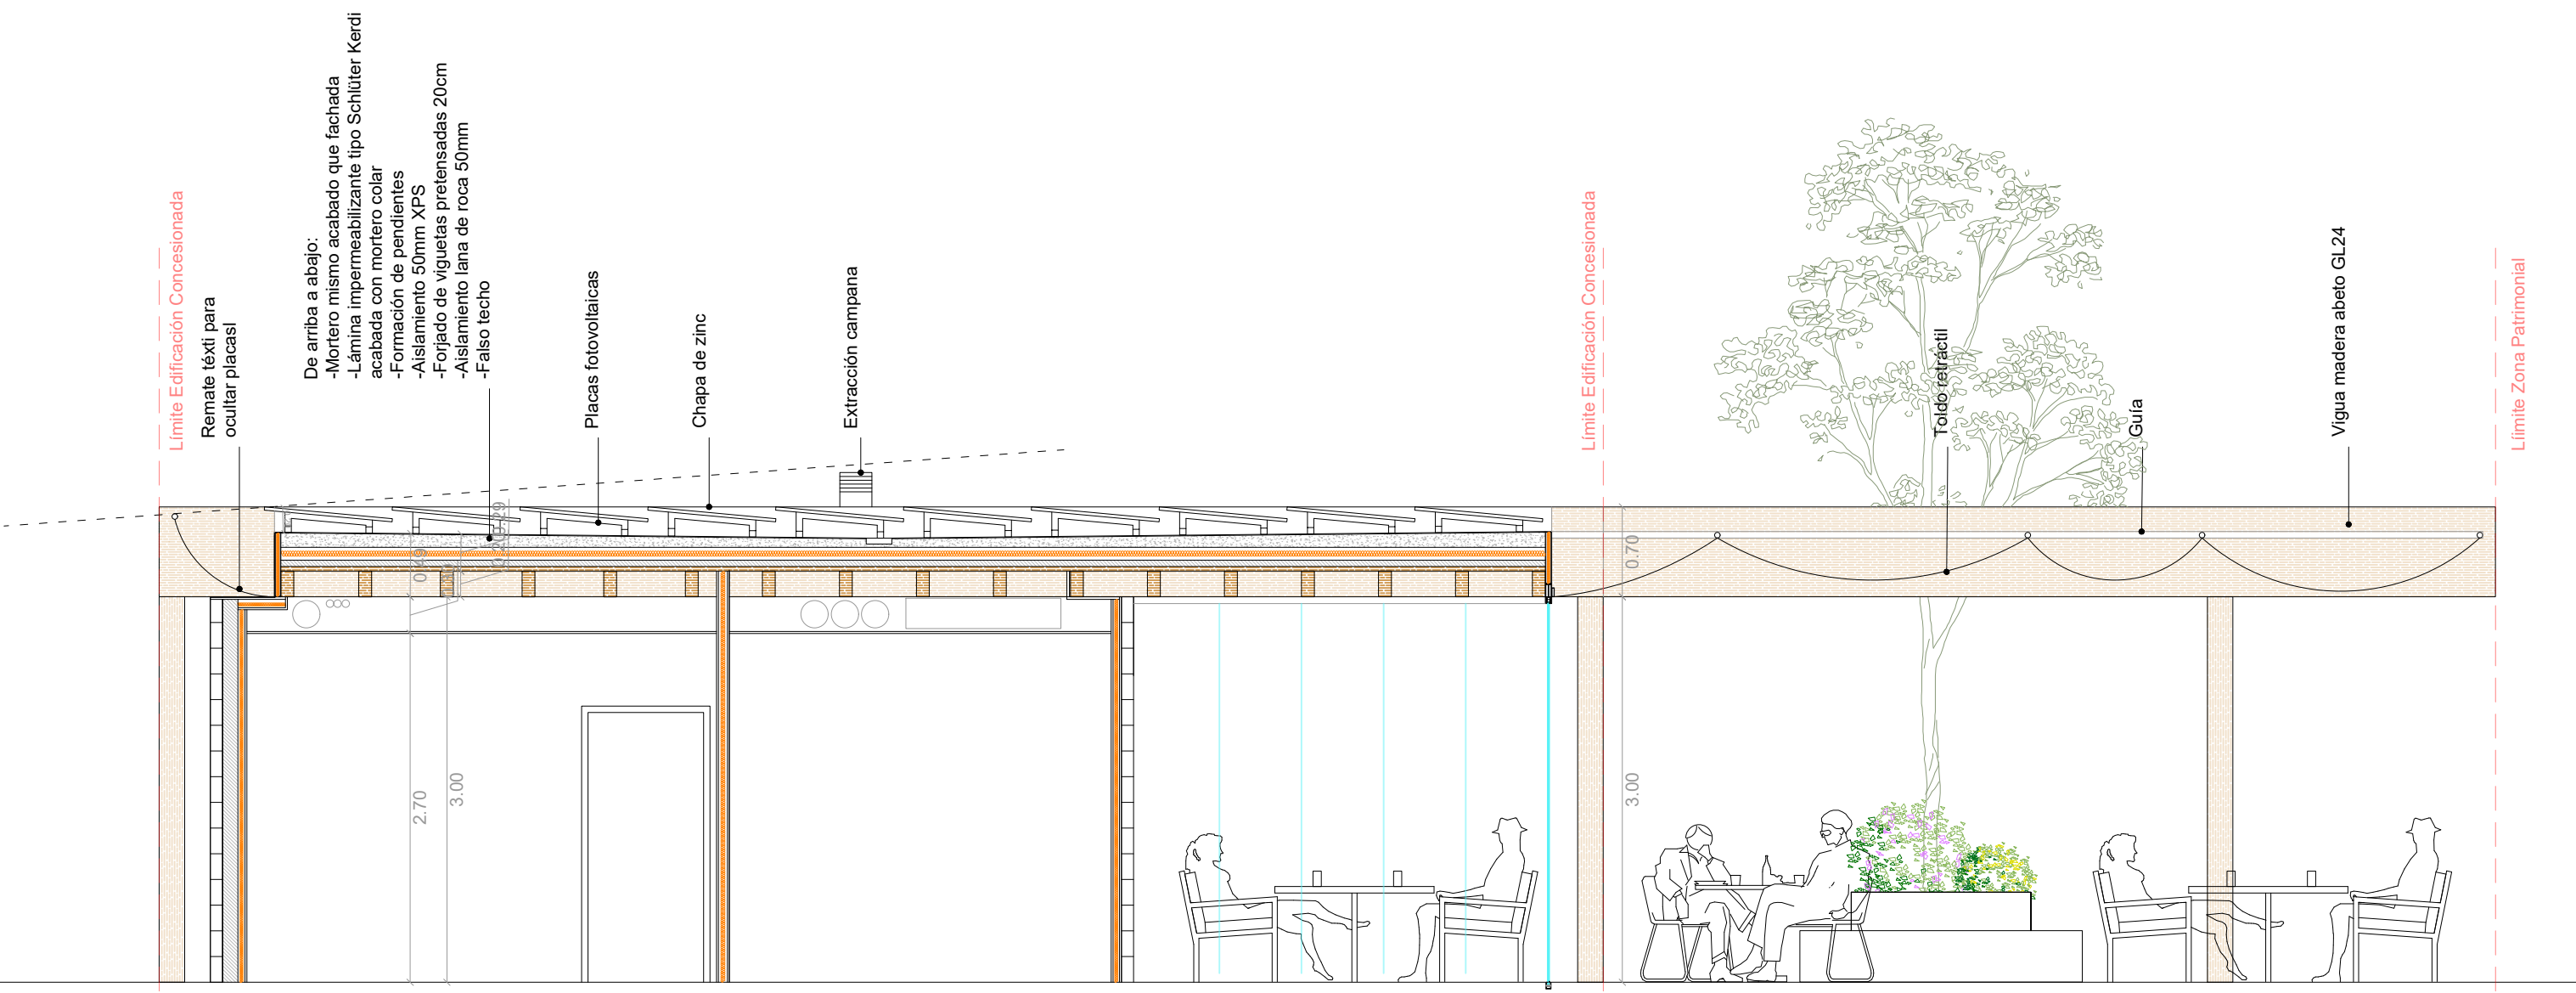 Límite Edificación Concesionada
Remate téxti para
ocultar placasl
De arriba a abajo:
-Mortero mismo acabado que fachada
-Lámina impermeabilizante tipo Schlüter Kerdi
acabada con mortero colar
-Formación de pendientes
-Aislamiento 50mm XPS
-Forjado de viguetas pretensadas 20cm
-Aislamiento lana de roca 50mm
-Falso techo
Placas fotovoltaicas
Chapa de zinc
Extracción campana
Límite Edificación Concesionada
Toldo retráctil
Guía
Vigua madera abeto GL24
Líimite Zona Patrimonial
0.49
0.29
0.70
2.70
3.00
3.00